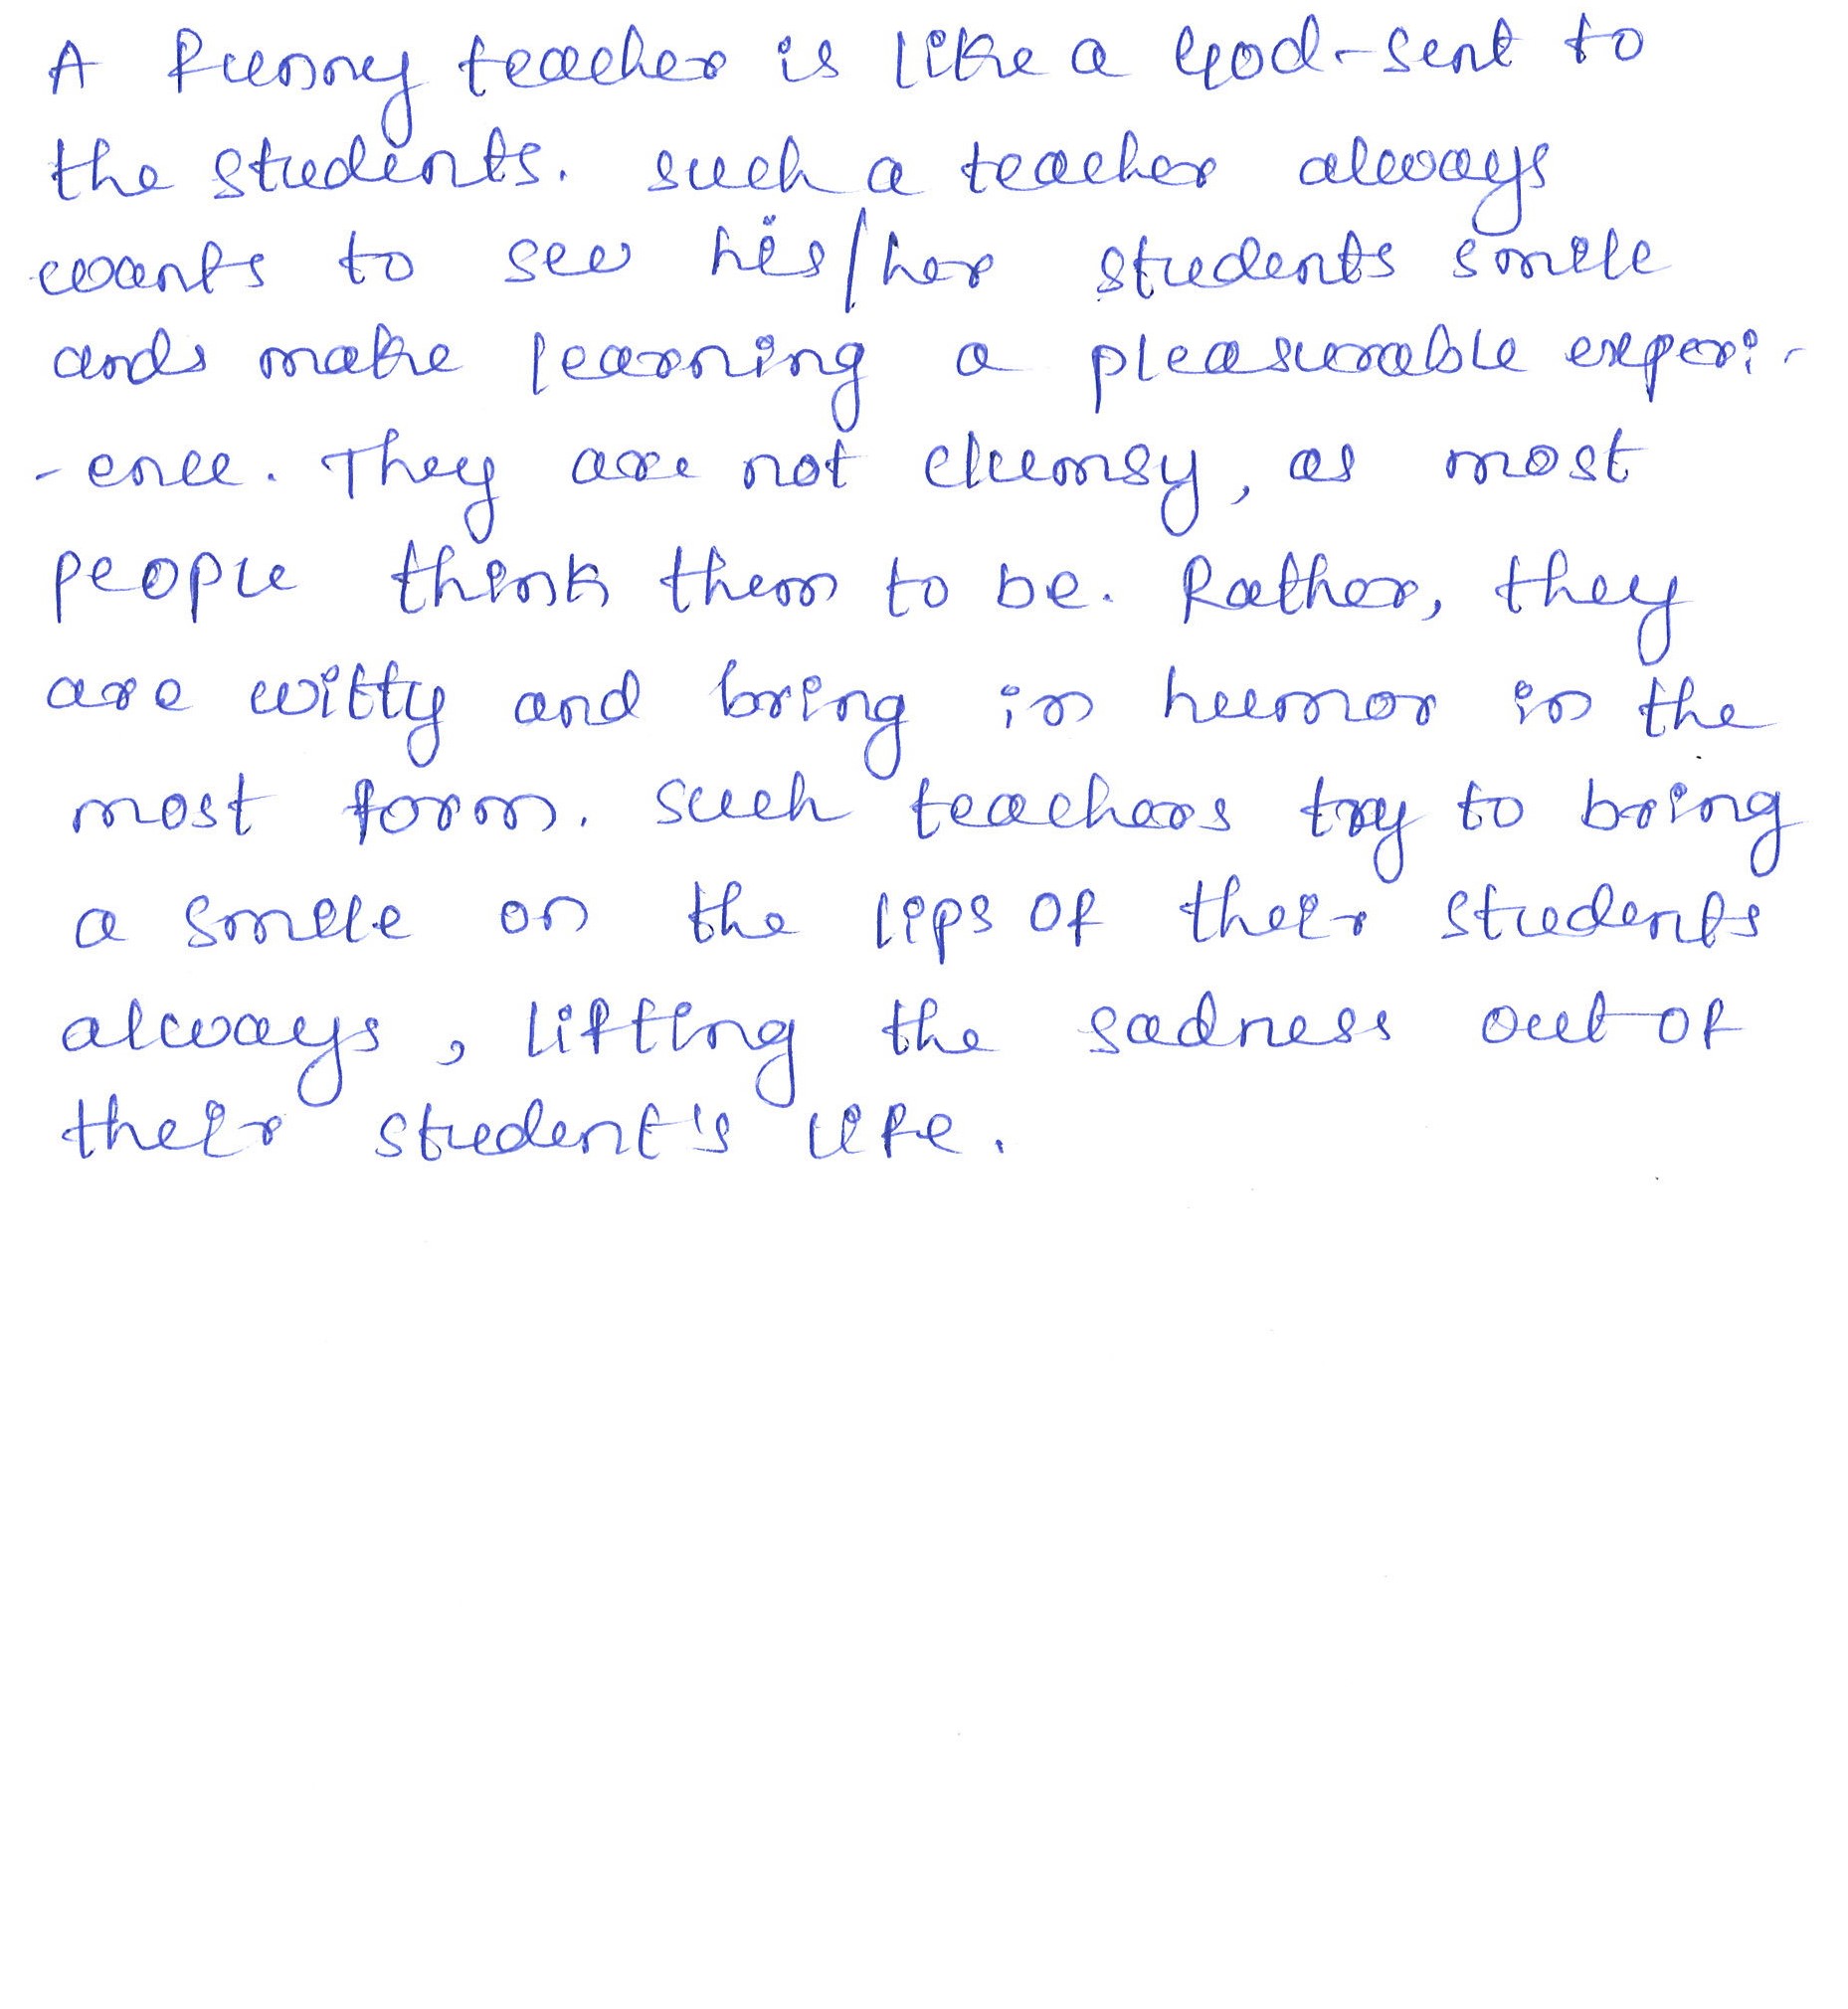 A funny teacher is like a God-sent to
the students. such a teacher always
wants to see his/her students smile
and make learning a pleasurable experi-
-ence. They are not clumsy, as most
people think them to be. Rather, they
are witty and bring in humor in the
most form. Such teachers try to bring
a smile on the lips of their students
always, lifting the sadness out of
their student's life.